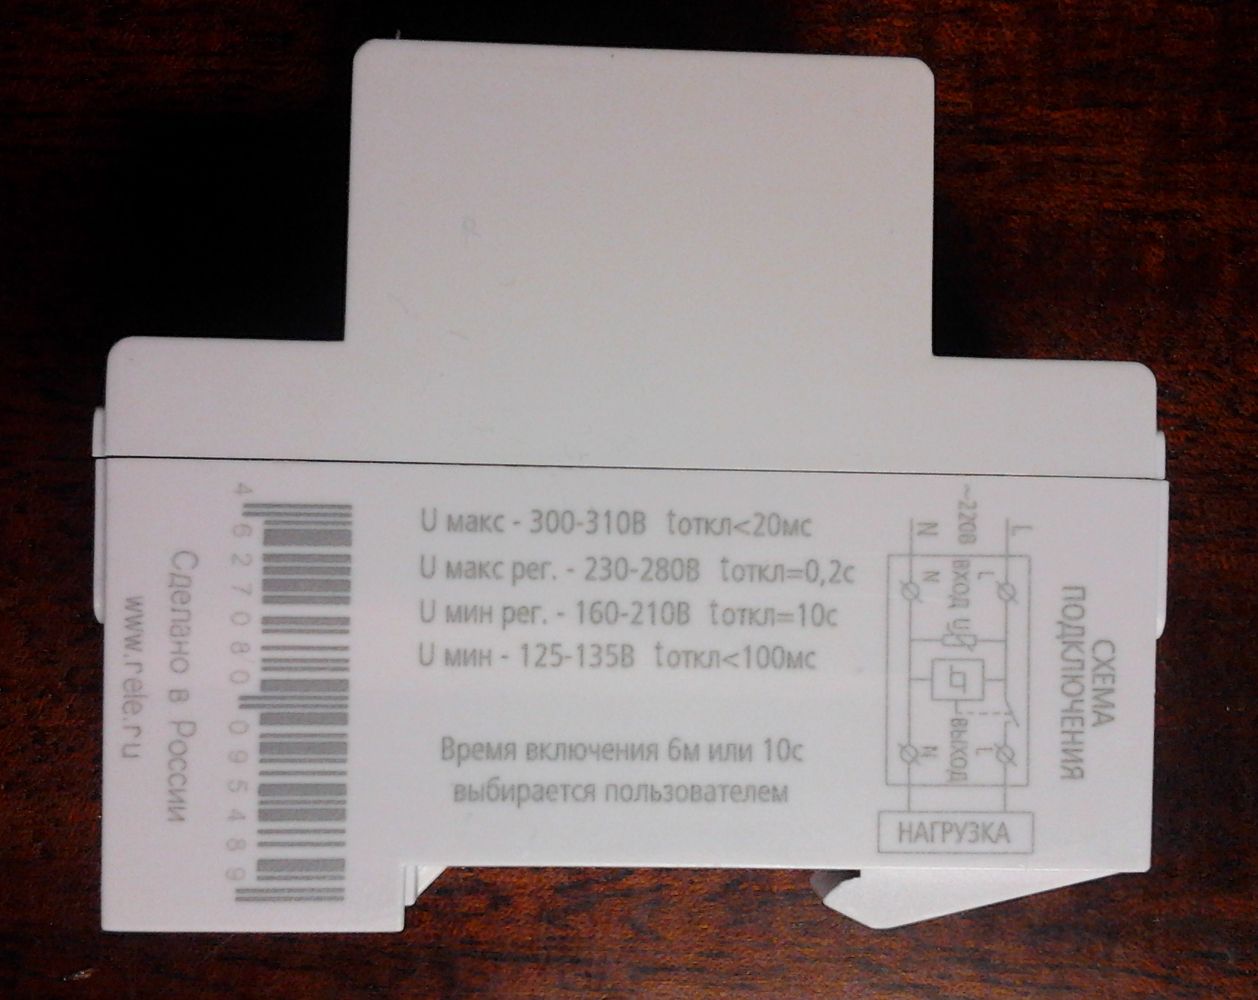 U макс - 300-310В tоткл<20мс
U макс рег. - 230-280В tоткл=0,2с
U мин рег. - 160-210В tоткл=10с
U мин - 125-135В tоткл<100мс
Время включения 6м или 10с
выбирается пользователем
СХЕМА
ПОДКЛЮЧЕНИЯ
L
~220В
N
L
ВХОД
N
U
L
ВЫХОД
N
НАГРУЗКА
4 627080 095489
Сделано в России
www.rele.ru